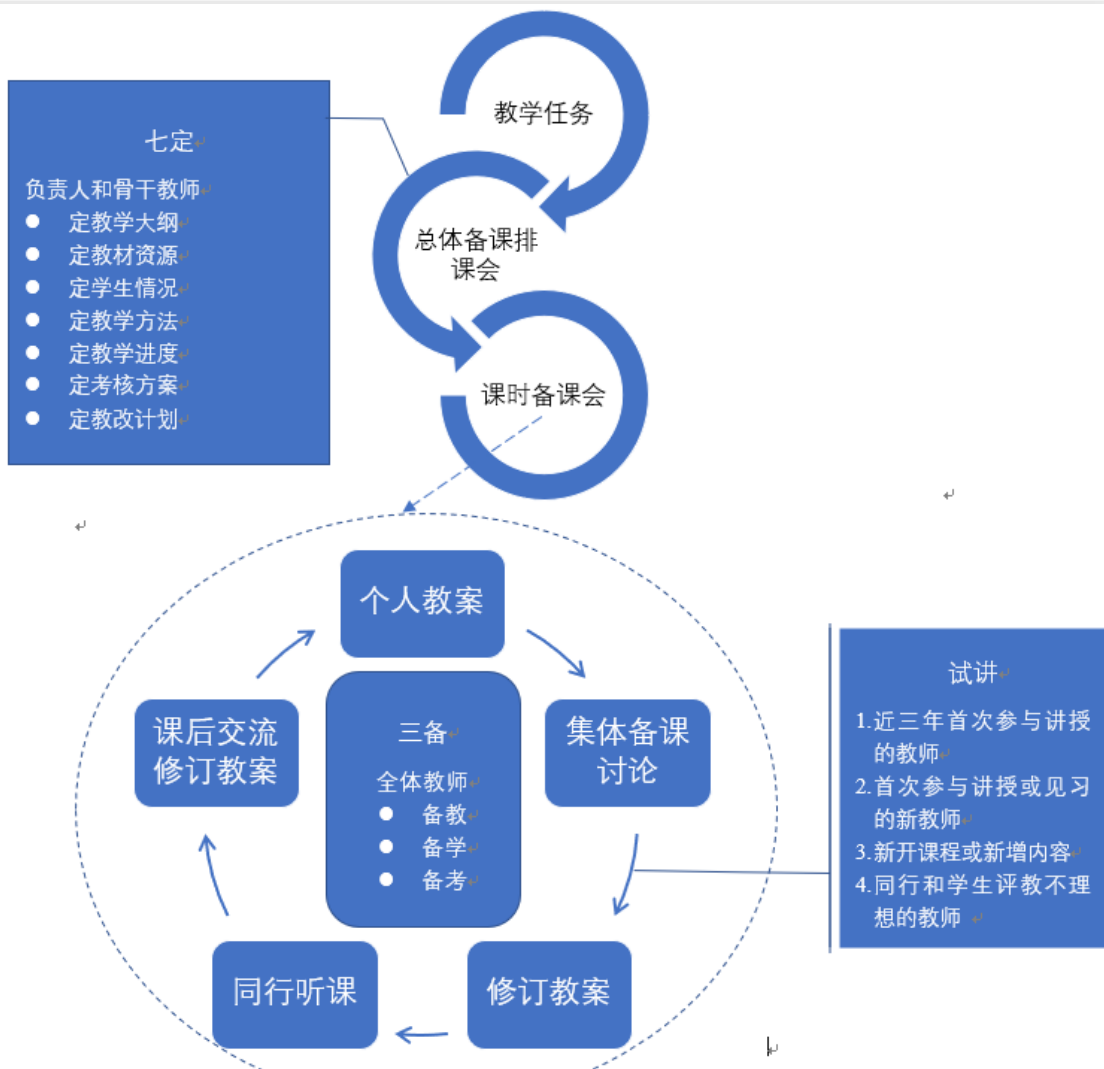 教学任务
七定
负责人和骨干教师
● 定教学大纲
● 定教材资源
● 定学生情况
● 定教学方法
● 定教学进度
● 定考核方案
● 定教改计划
总体备课排
课会
课时备课会
个人教案
课后交流
修订教案
三备
全体教师
● 备教
● 备学
● 备考
集体备课
讨论
试讲
1.近三年首次参与讲授
的教师
2.首次参与讲授或见习
的新教师
3.新开课程或新增内容
4.同行和学生评教不理
想的教师
同行听课
修订教案